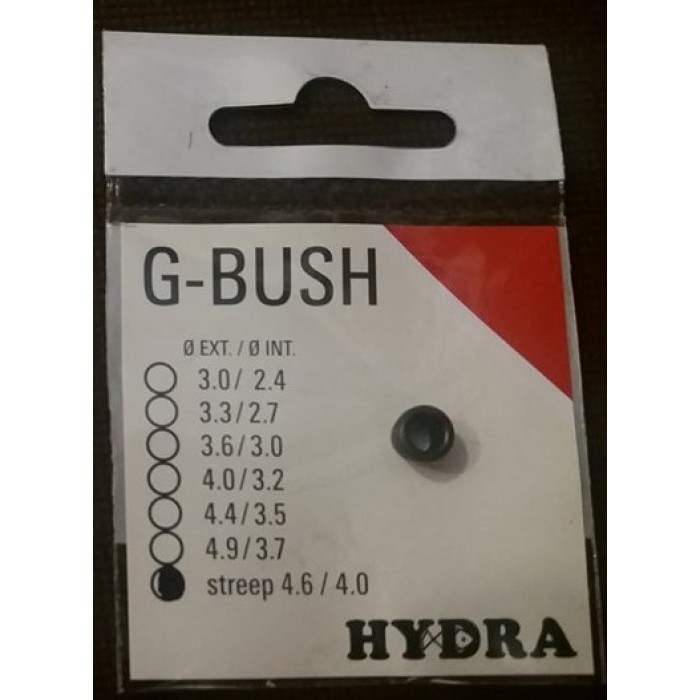 G-BUSH
Ø EXT. / Ø INT.
3.0 / 2.4
3.3 / 2.7
3.6 / 3.0
4.0 / 3.2
4.4 / 3.5
4.9 / 3.7
streep 4.6 / 4.0
HYDRA